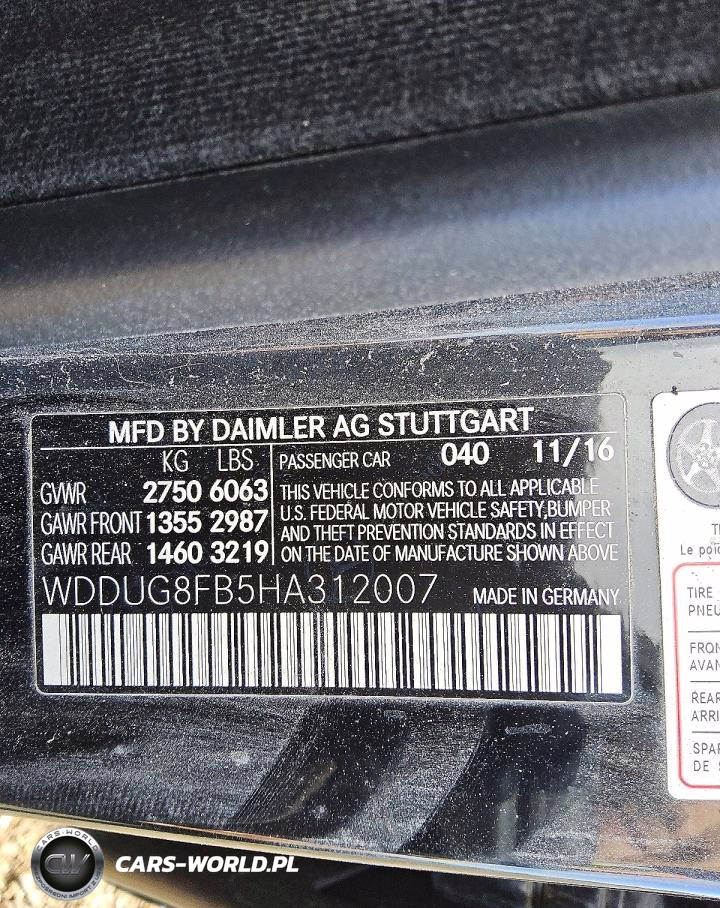 MFD BY DAIMLER AG STUTTGART
KG LBS
GVWR 2750 6063
GAWR FRONT 1355 2987
GAWR REAR 1460 3219
PASSENGER CAR 040 11/16
THIS VEHICLE CONFORMS TO ALL APPLICABLE
U.S. FEDERAL MOTOR VEHICLE SAFETY, BUMPER
AND THEFT PREVENTION STANDARDS IN EFFECT
ON THE DATE OF MANUFACTURE SHOWN ABOVE
WDDUG8FB5HA312007 MADE IN GERMANY
Le
TIRE
FRON
AVAN
REAR
ARRI
SPAR
DE
CARS-WORLD
CW
CARS-WORLD.PL